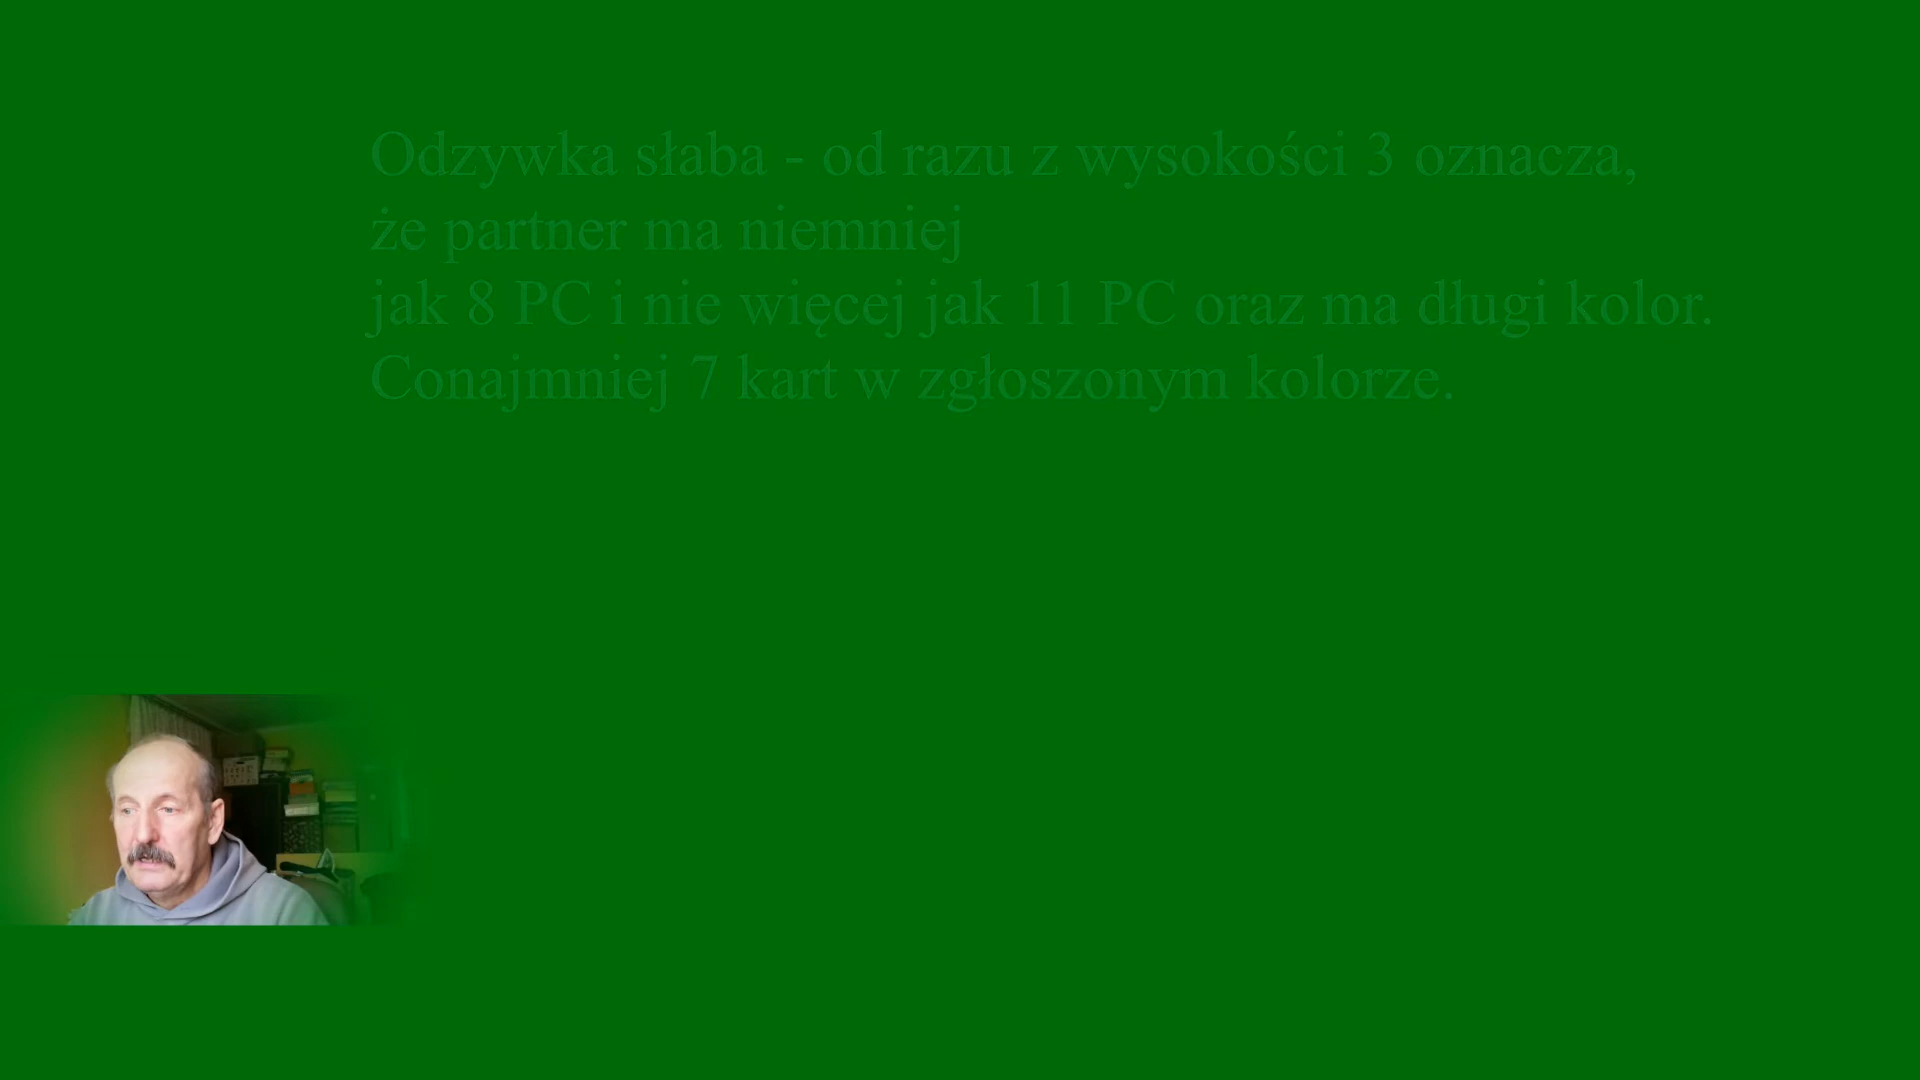 Odzywka słaba - od razu z wysokości 3 oznacza,
że partner ma niemniej
jak 8 PC i nie więcej jak 11 PC oraz ma długi kolor.
Conajmniej 7 kart w zgłoszonym kolorze.